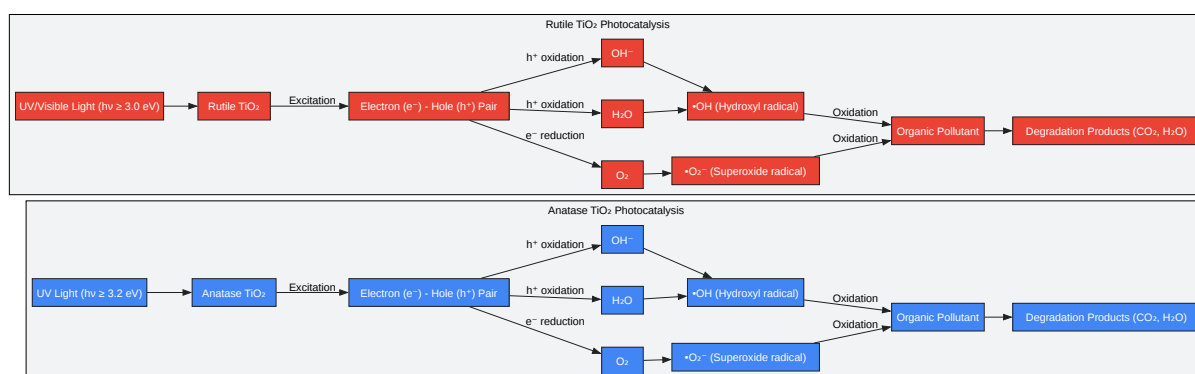 Rutile TiO₂ Photocatalysis
UV/Visible Light (hν ≥ 3.0 eV)
Rutile TiO₂
Excitation
Electron (e⁻) - Hole (h⁺) Pair
h⁺ oxidation
h⁺ oxidation
e⁻ reduction
OH⁻
H₂O
O₂
•OH (Hydroxyl radical)
•O₂⁻ (Superoxide radical)
Oxidation
Oxidation
Organic Pollutant
Degradation Products (CO₂, H₂O)
Anatase TiO₂ Photocatalysis
UV Light (hν ≥ 3.2 eV)
Anatase TiO₂
Excitation
Electron (e⁻) - Hole (h⁺) Pair
h⁺ oxidation
h⁺ oxidation
e⁻ reduction
OH⁻
H₂O
O₂
•OH (Hydroxyl radical)
•O₂⁻ (Superoxide radical)
Oxidation
Oxidation
Organic Pollutant
Degradation Products (CO₂, H₂O)